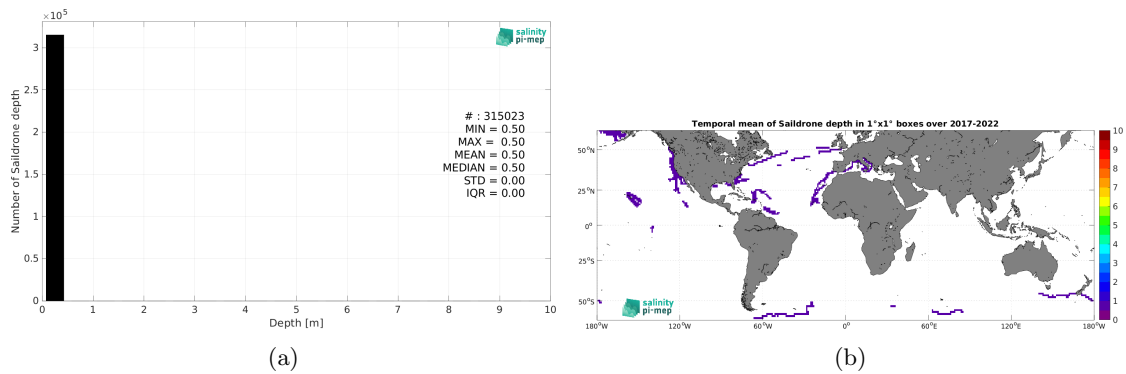 ×10⁵
3
2.5
2
1.5
1
0.5
0
Number of Saildrone depth
salinity
pi-mep
# : 315023
MIN = 0.50
MAX = 0.50
MEAN = 0.50
MEDIAN = 0.50
STD = 0.00
IQR = 0.00
0 1 2 3 4 5 6 7 8 9 10
Depth [m]
(a)
Temporal mean of Saildrone depth in 1°x1° boxes over 2017-2022
50°N
25°N
0°
25°S
50°S
salinity
pi-mep
180°W 120°W 60°W 0° 60°E 120°E 180°W
10
9
8
7
6
5
4
3
2
1
0
(b)